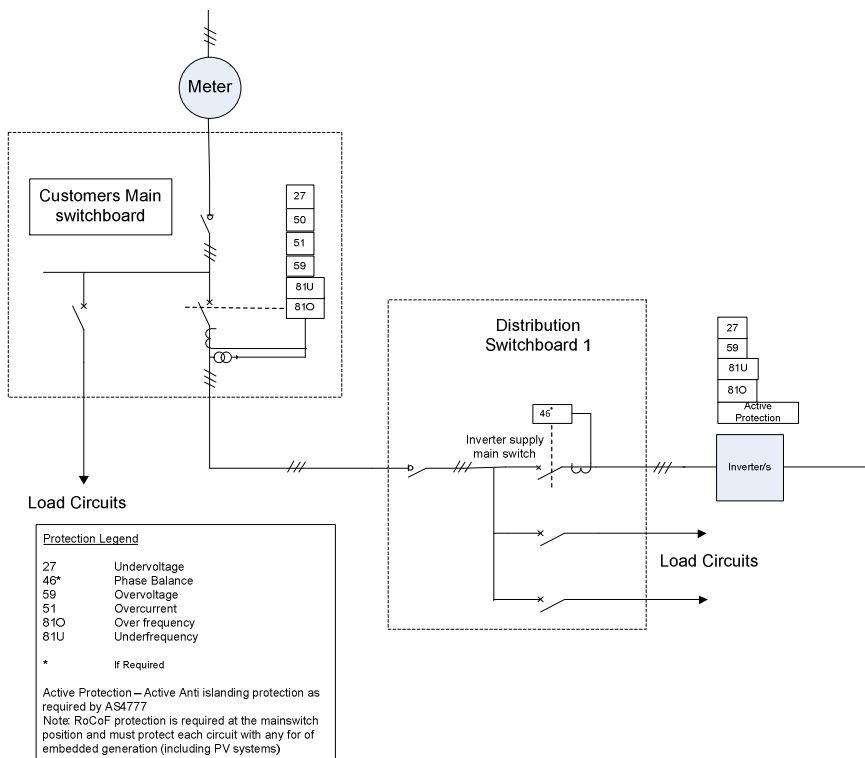 Meter
Customers Main
switchboard
27
50
51
59
81U
81O
Distribution
Switchboard 1
46*
Inverter supply
main switch
27
59
81U
81O
Active
Protection
Inverter/s
Load Circuits
Load Circuits
Protection Legend
27 Undervoltage
46* Phase Balance
59 Overvoltage
51 Overcurrent
81O Over frequency
81U Underfrequency
* If Required
Active Protection – Active Anti islanding protection as
required by AS4777
Note: RoCoF protection is required at the mainswitch
position and must protect each circuit with any for of
embedded generation (including PV systems)